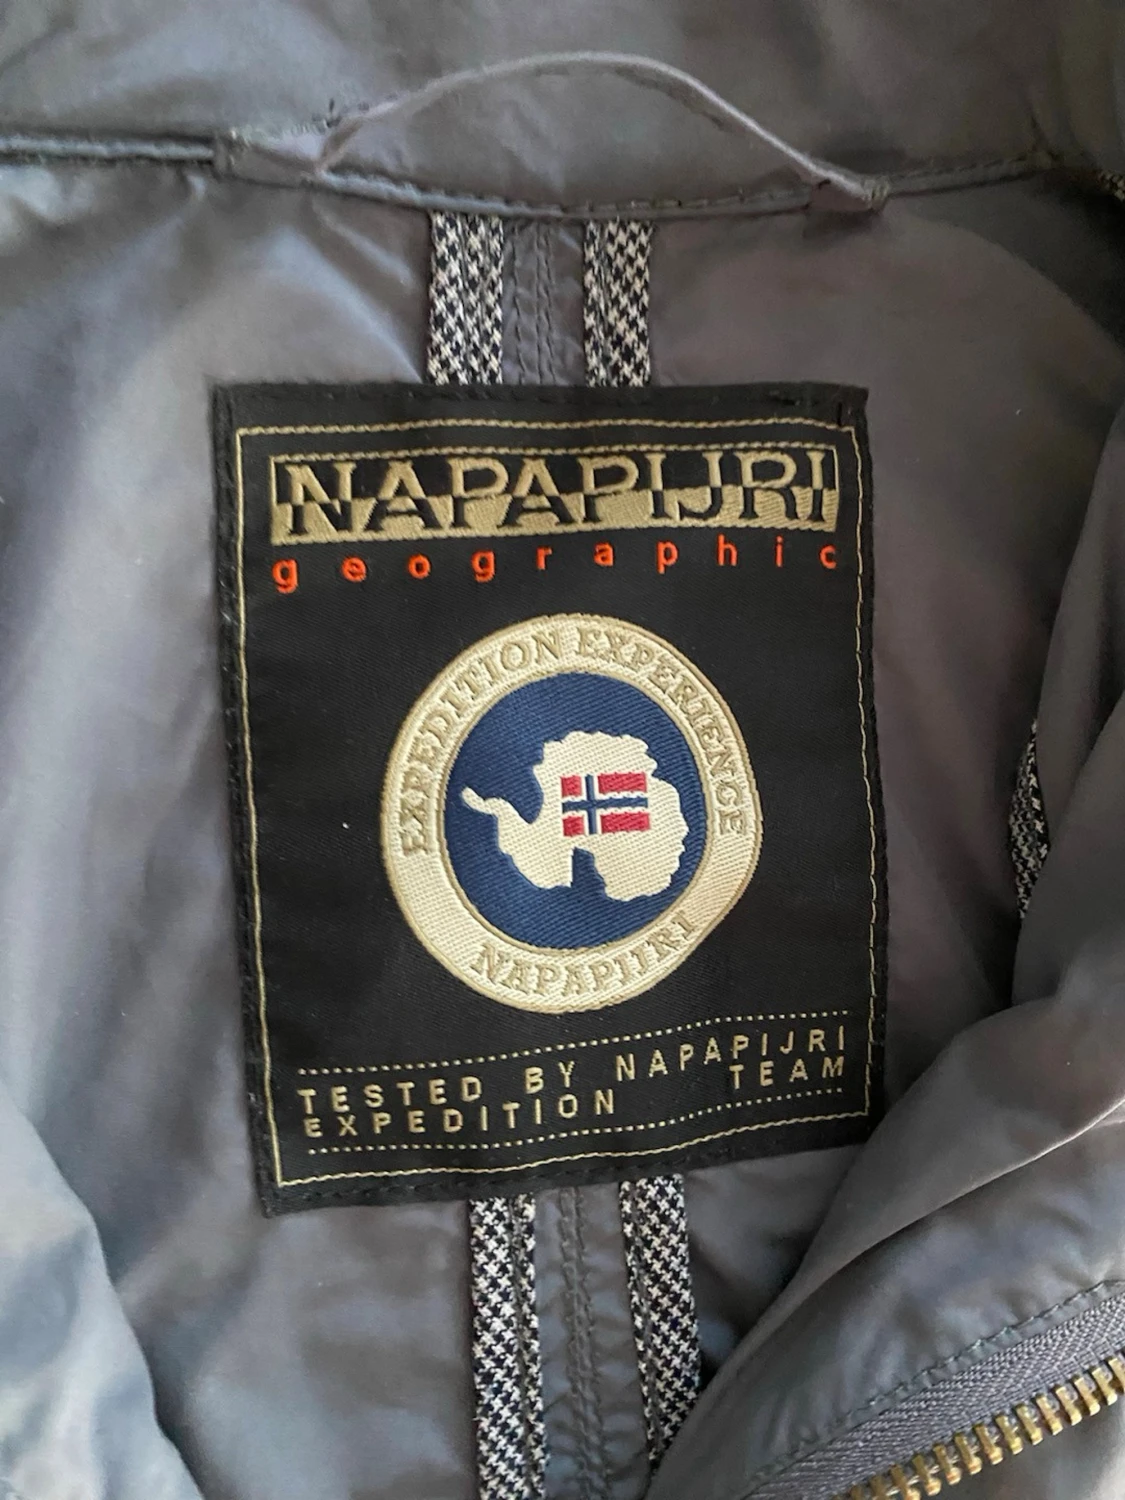 NAPAPIJRI
geographic
EXPEDITION EXPERIENCE
NAPAPIJRI
TESTED BY NAPAPIJRI
EXPEDITION TEAM